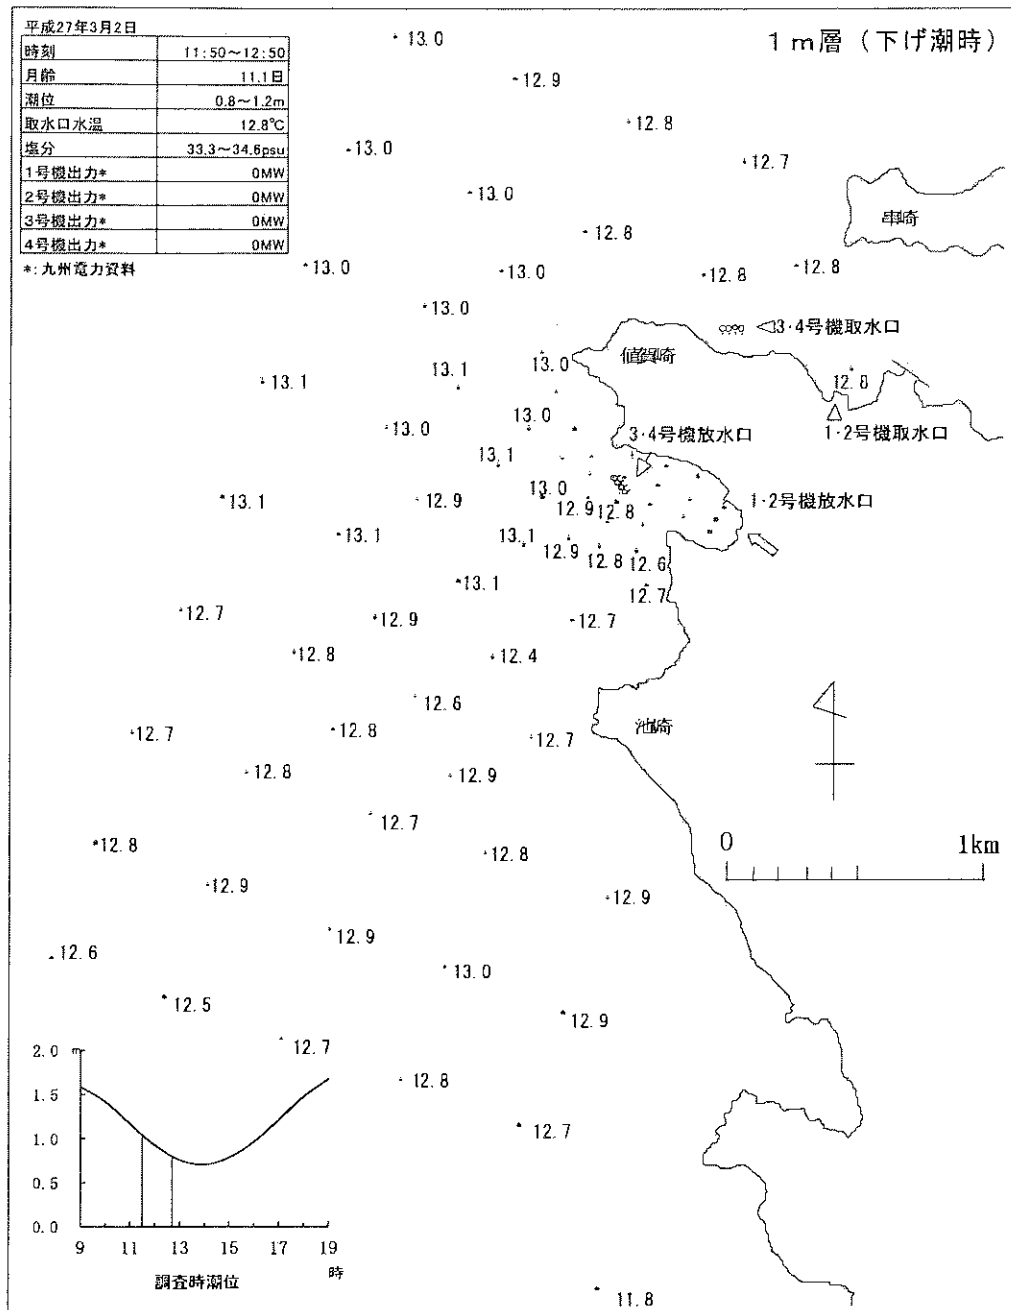 平成27年3月2日
1m層(下げ潮時)
時刻 11:50~12:50
月齢 11.1日
潮位 0.8~1.2m
取水口水温 12.8℃
塩分 33.3~34.6psu
1号機出力* 0MW
2号機出力* 0MW
3号機出力* 0MW
4号機出力* 0MW
*:九州電力資料
13.0
12.9
12.8
13.0
12.7
13.0
串崎
12.8
13.0
13.0
12.8
12.8
13.0
3・4号機取水口
値賀崎
13.0
13.1
13.1
12.8
13.0
13.0
3・4号機放水口
1・2号機取水口
13.1
13.0
13.1
12.9
12.9
12.8
1・2号機放水口
13.1
13.1
12.9
12.8
12.6
13.1
12.7
12.7
12.9
12.7
12.8
12.4
12.6
池崎
12.7
12.8
12.7
12.8
12.9
12.7
12.8
12.8
0 1km
12.9
12.9
12.9
12.6
13.0
12.5
12.9
12.7
12.8
12.7
2.0 m
1.5
1.0
0.5
0.0
9 11 13 15 17 19
時
調査時潮位
11.8